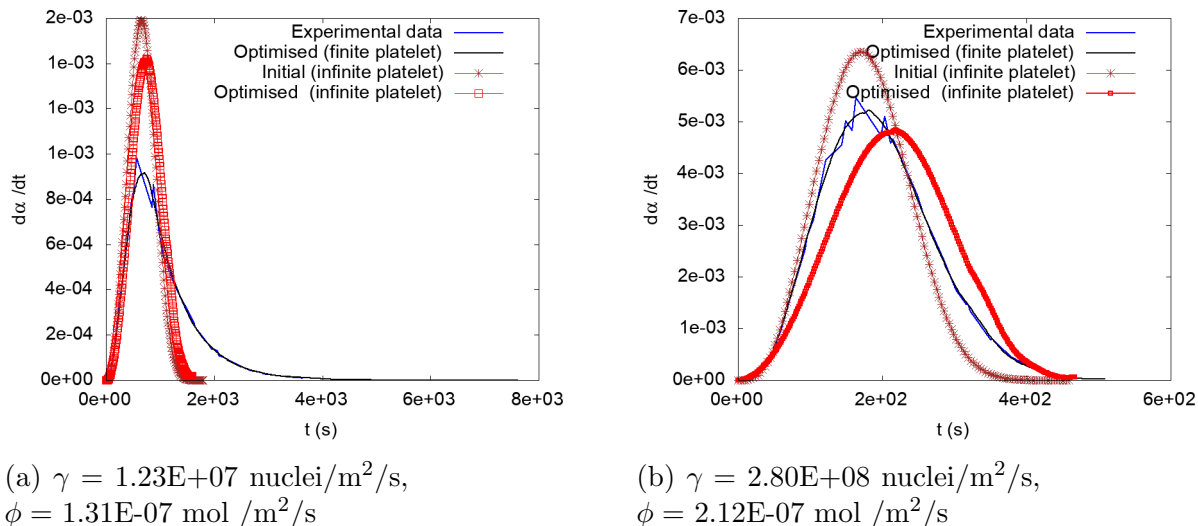 2e-03
1e-03
1e-03
1e-03
8e-04
6e-04
4e-04
2e-04
0e+00
dα /dt
0e+00
2e+03
4e+03
6e+03
8e+03
t (s)
Experimental data
Optimised (finite platelet)
Initial (infinite platelet)
Optimised (infinite platelet)
(a) γ = 1.23E+07 nuclei/m²/s,
ϕ = 1.31E-07 mol /m²/s
7e-03
6e-03
5e-03
4e-03
3e-03
2e-03
1e-03
0e+00
dα /dt
0e+00
2e+02
4e+02
6e+02
t (s)
Experimental data
Optimised (finite platelet)
Initial (infinite platelet)
Optimised (infinite platelet)
(b) γ = 2.80E+08 nuclei/m²/s,
ϕ = 2.12E-07 mol /m²/s